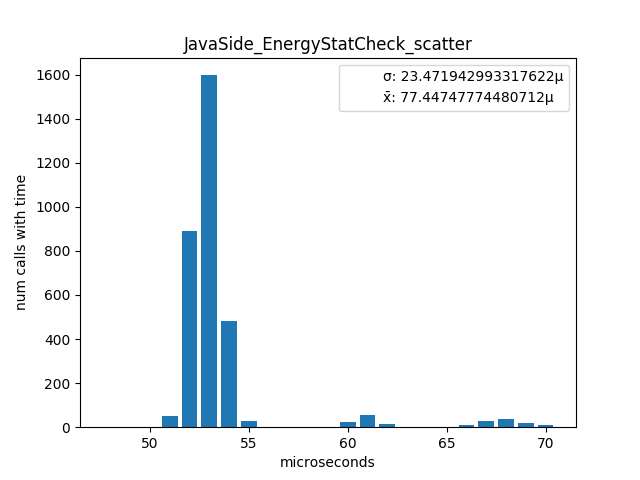 JavaSide_EnergyStatCheck_scatter
σ: 23.471942993317622μ
x̄: 77.44747774480712μ
1600
1400
1200
1000
800
600
400
200
0
num calls with time
50 55 60 65 70
microseconds